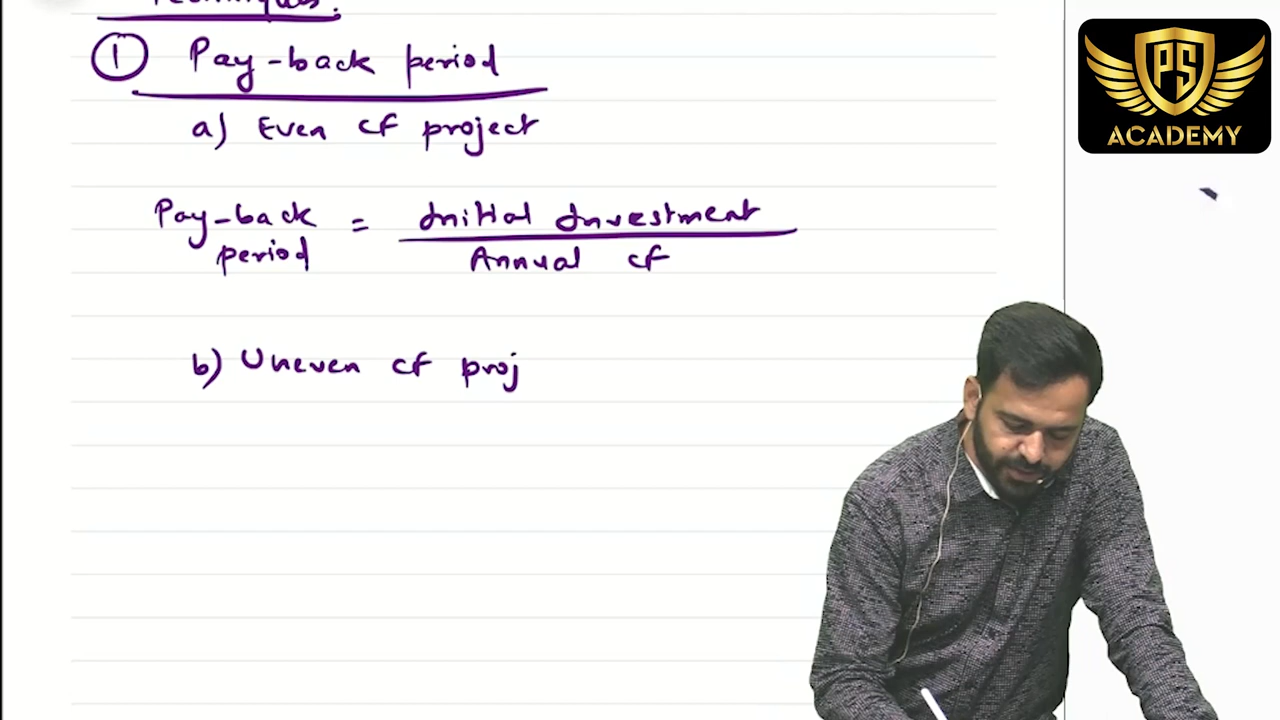 Techniques:
1 Pay-back period
a) Even CF project
Pay-back period = Initial Investment / Annual CF
b) Uneven CF proj
PS
ACADEMY